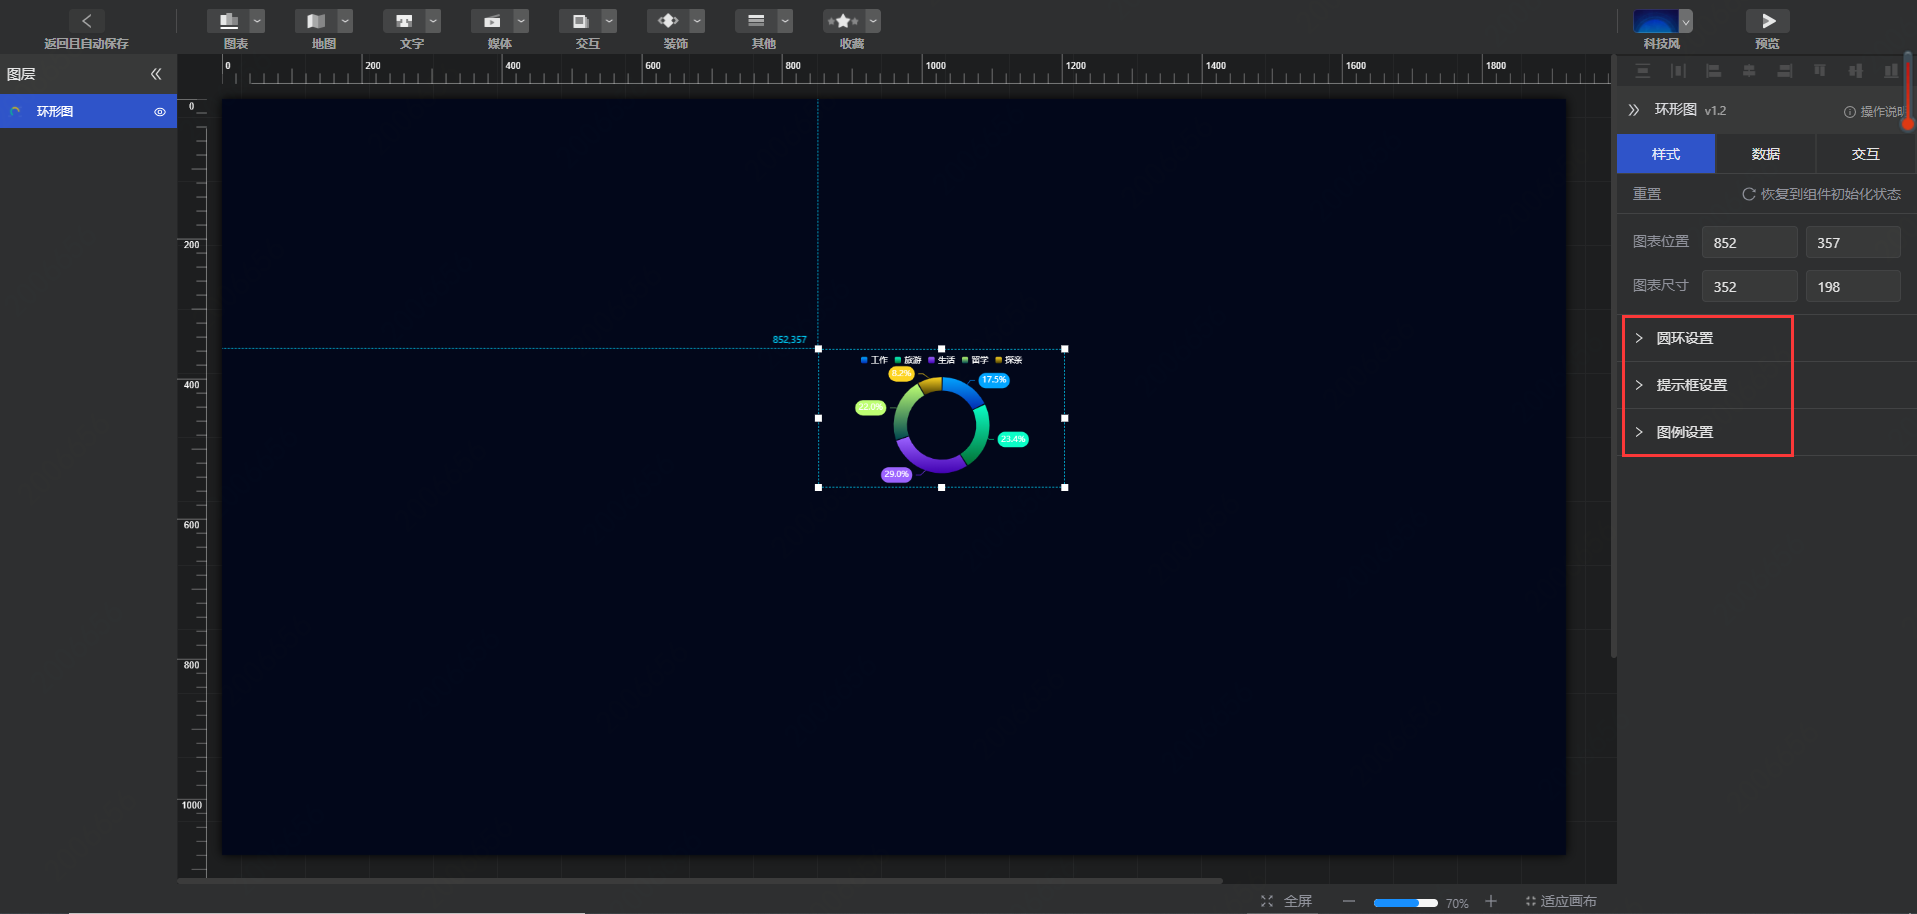 图表
地图
文字
媒体
交互
装饰
其他
收藏
科技风
预览
返回且自动保存
图层
环形图
0
200
400
600
800
1000
1200
1400
1600
1800
0
200
400
600
800
1000
852,357
工作 旅游 生活 留学 探亲
8.2%
17.5%
22.0%
23.4%
29.0%
环形图 v1.2
操作说明
样式 数据 交互
重置 恢复到组件初始化状态
图表位置 852 357
图表尺寸 352 198
圆环设置
提示框设置
图例设置
全屏 70% 适应画布